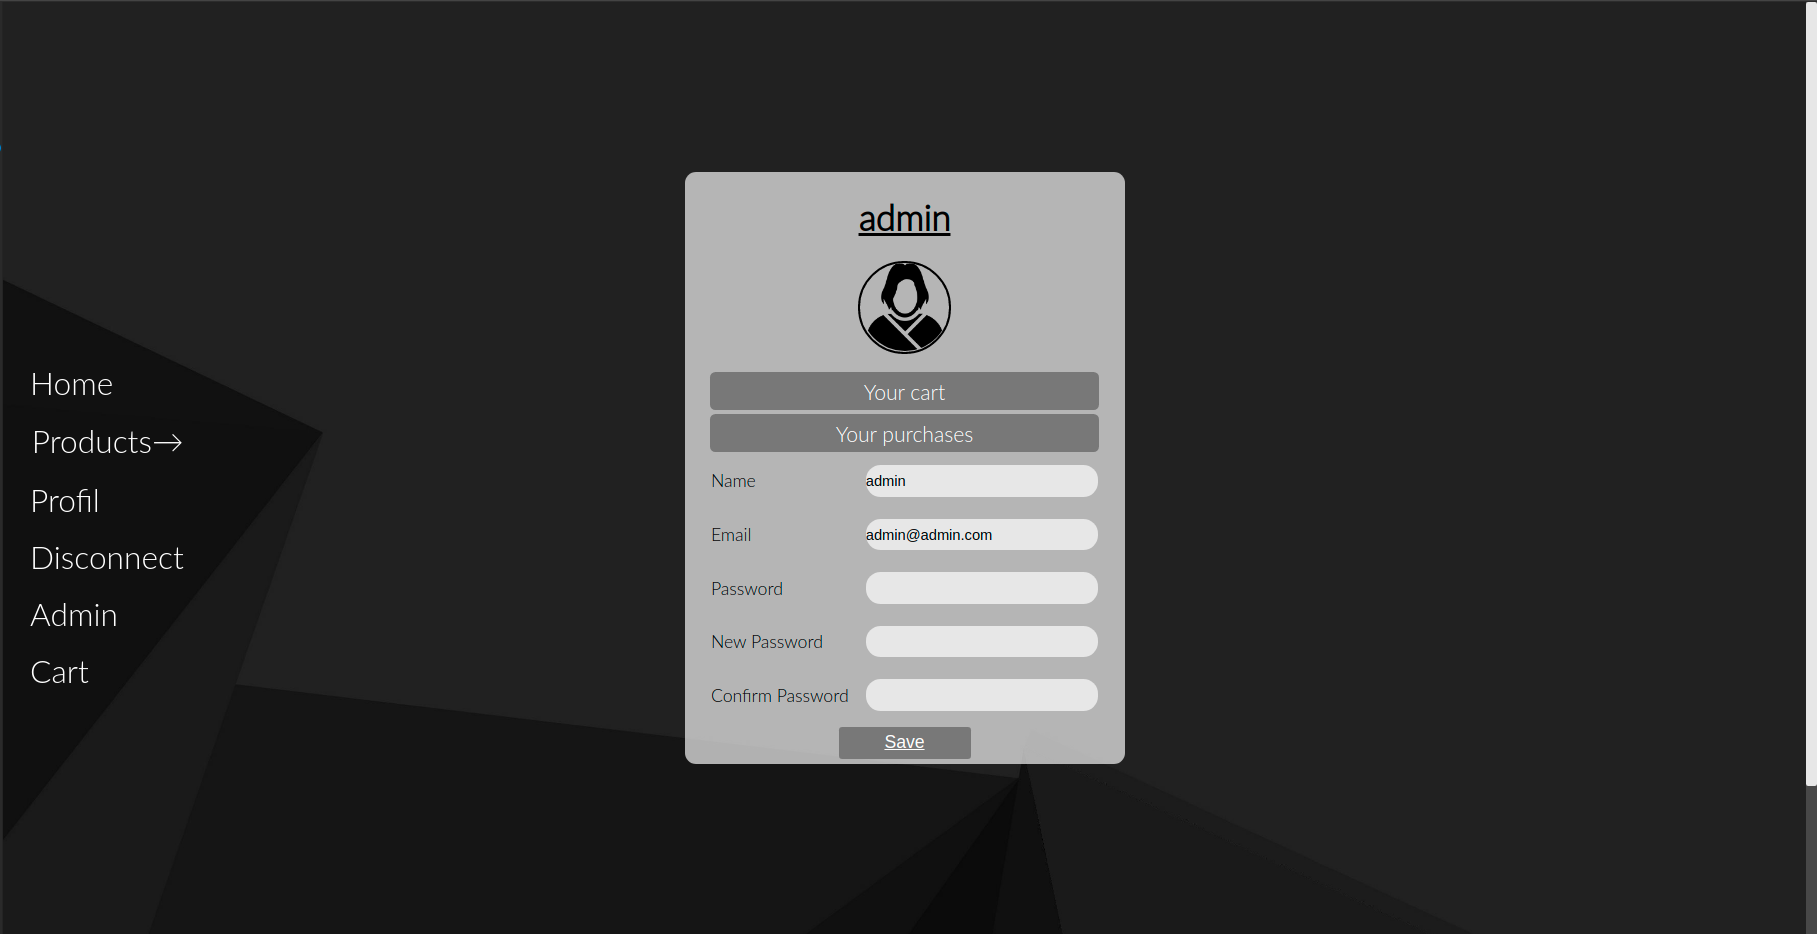 Home
Products→
Profil
Disconnect
Admin
Cart
admin
Your cart
Your purchases
Name admin
Email admin@admin.com
Password
New Password
Confirm Password
Save